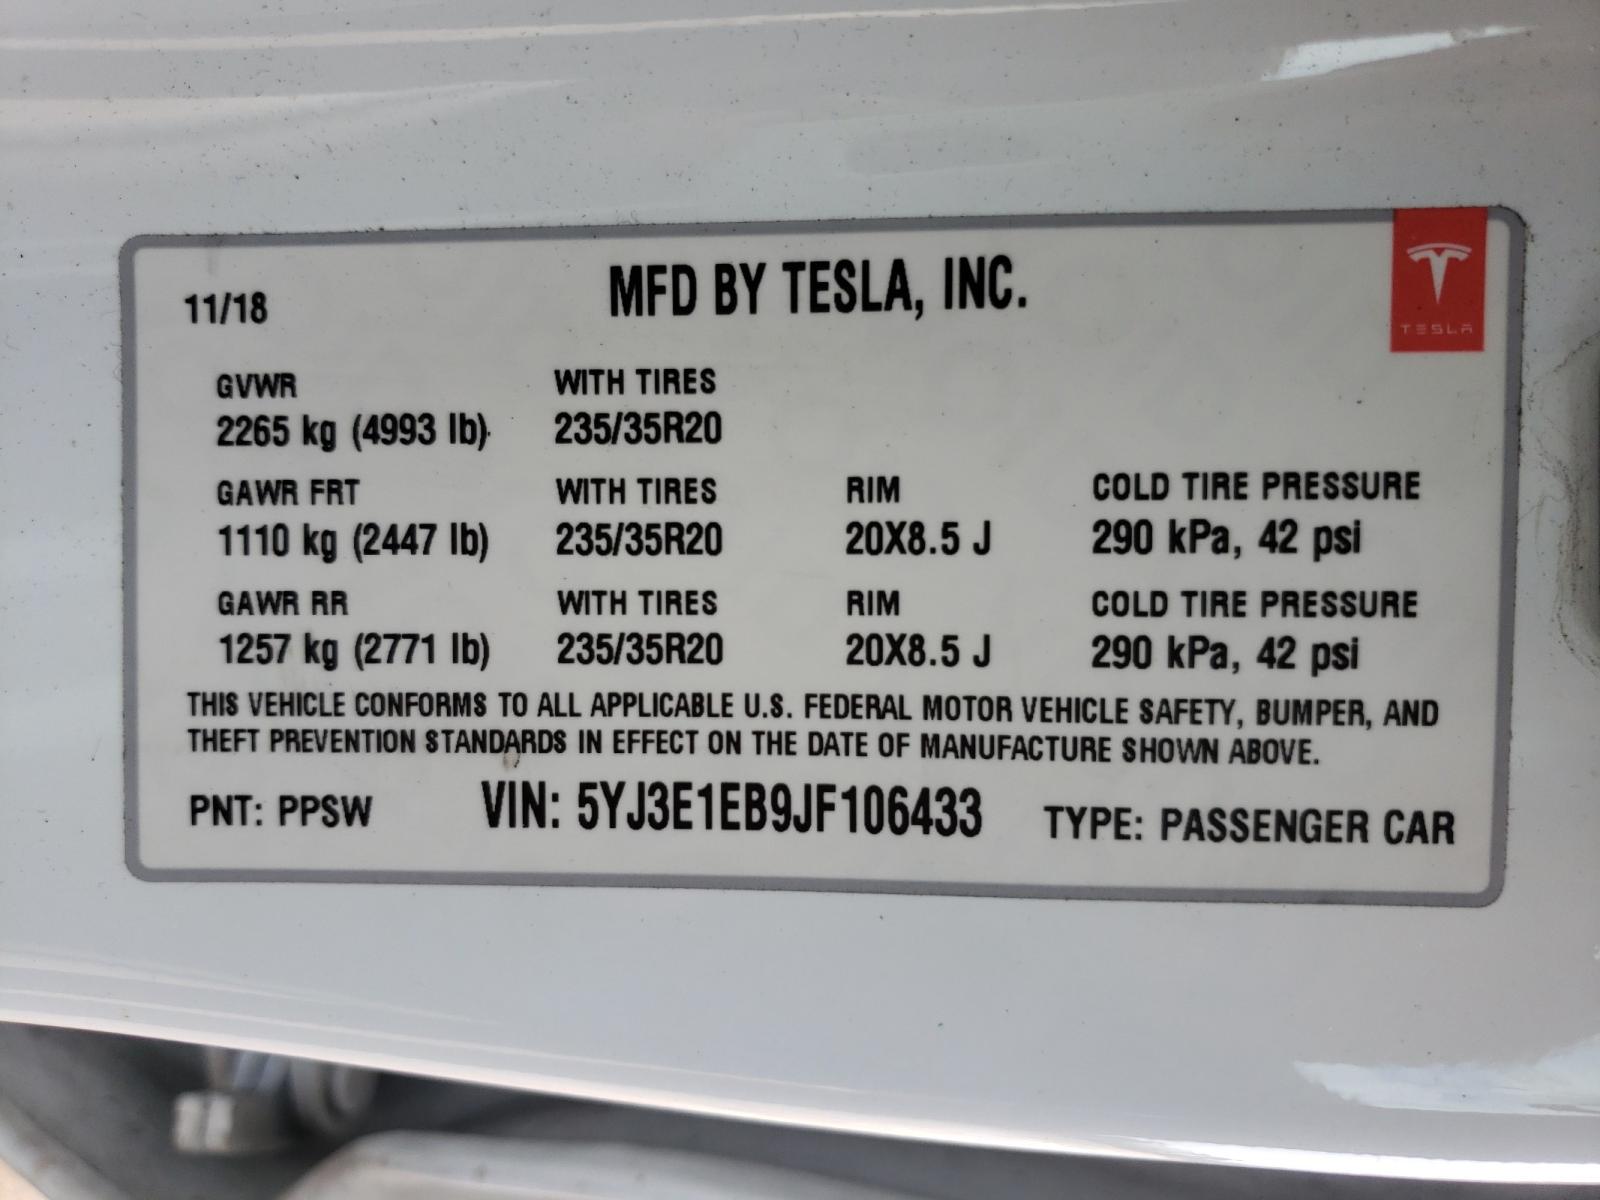 11/18
MFD BY TESLA, INC.
TESLA
GVWR WITH TIRES
2265 kg (4993 lb) 235/35R20
GAWR FRT WITH TIRES RIM COLD TIRE PRESSURE
1110 kg (2447 lb) 235/35R20 20X8.5 J 290 kPa, 42 psi
GAWR RR WITH TIRES RIM COLD TIRE PRESSURE
1257 kg (2771 lb) 235/35R20 20X8.5 J 290 kPa, 42 psi
THIS VEHICLE CONFORMS TO ALL APPLICABLE U.S. FEDERAL MOTOR VEHICLE SAFETY, BUMPER, AND
THEFT PREVENTION STANDARDS IN EFFECT ON THE DATE OF MANUFACTURE SHOWN ABOVE.
PNT: PPSW VIN: 5YJ3E1EB9JF106433 TYPE: PASSENGER CAR